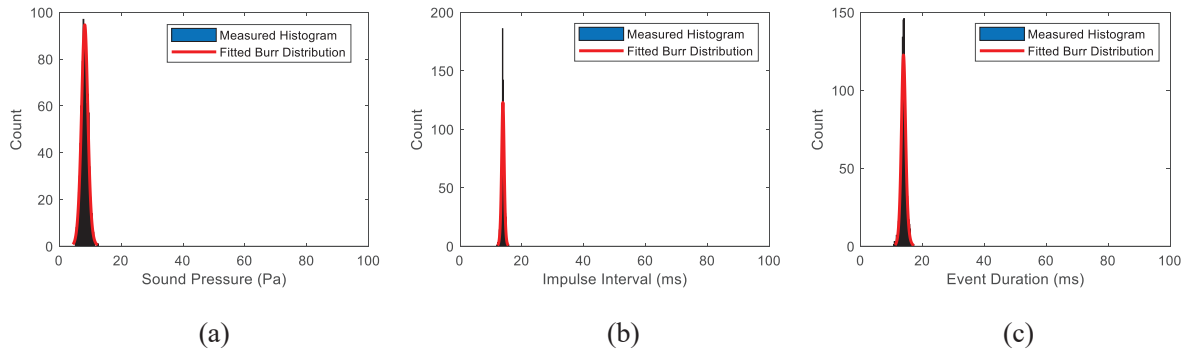 100
80
60
40
20
0
Count
Measured Histogram
Fitted Burr Distribution
0 20 40 60 80 100
Sound Pressure (Pa)
(a)
200
150
100
50
0
Count
Measured Histogram
Fitted Burr Distribution
0 20 40 60 80 100
Impulse Interval (ms)
(b)
150
100
50
0
Count
Measured Histogram
Fitted Burr Distribution
0 20 40 60 80 100
Event Duration (ms)
(c)